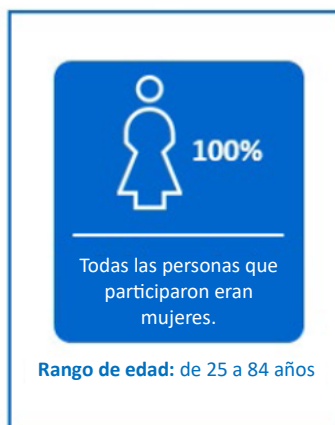 100%
Todas las personas que
participaron eran
mujeres.
Rango de edad: de 25 a 84 años